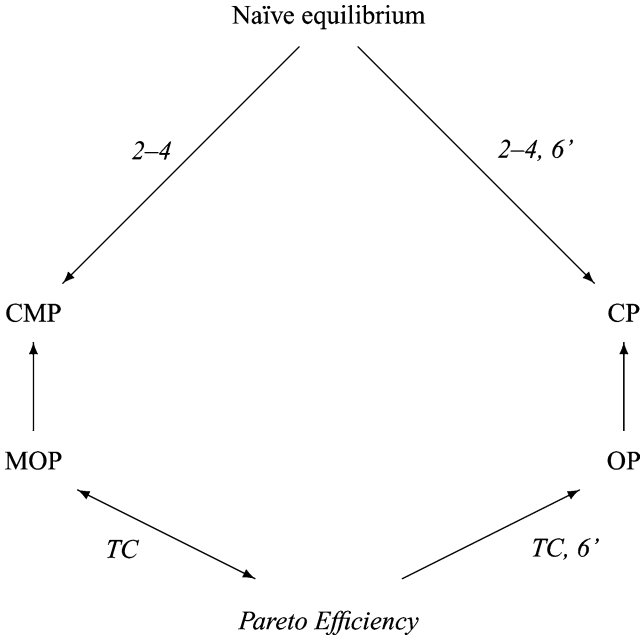 Naïve equilibrium
2–4
2–4, 6’
CMP
CP
MOP
OP
TC
TC, 6’
Pareto Efficiency